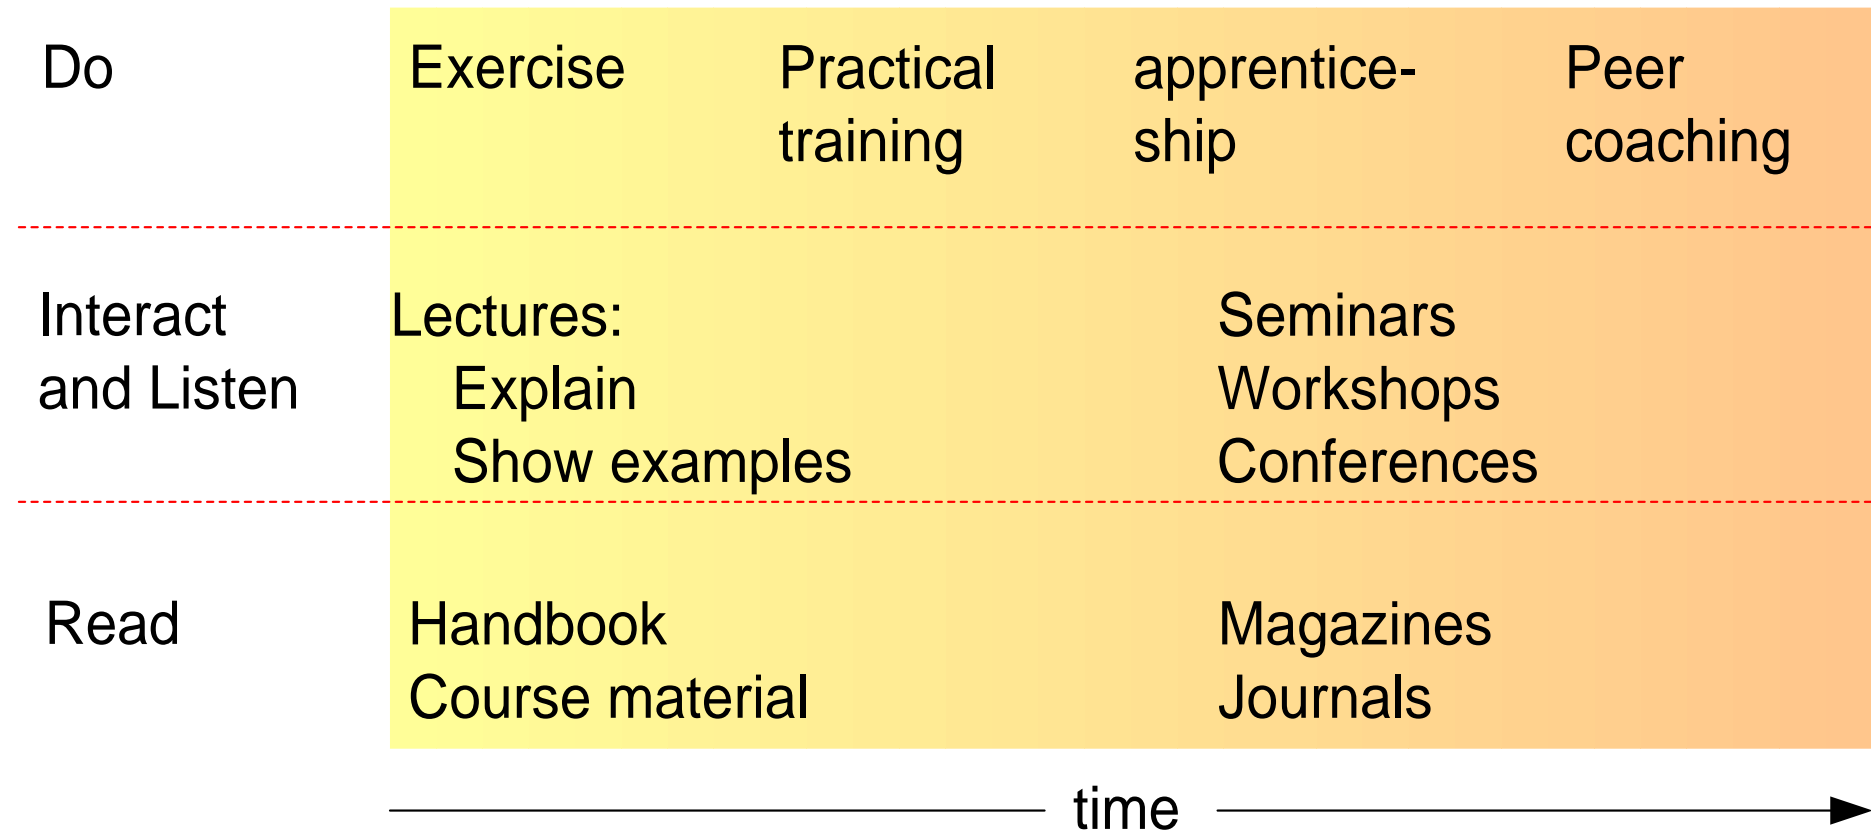 Do
Exercise
Practical
training
apprentice-
ship
Peer
coaching
Interact
and Listen
Lectures:
Explain
Show examples
Seminars
Workshops
Conferences
Read
Handbook
Course material
Magazines
Journals
time